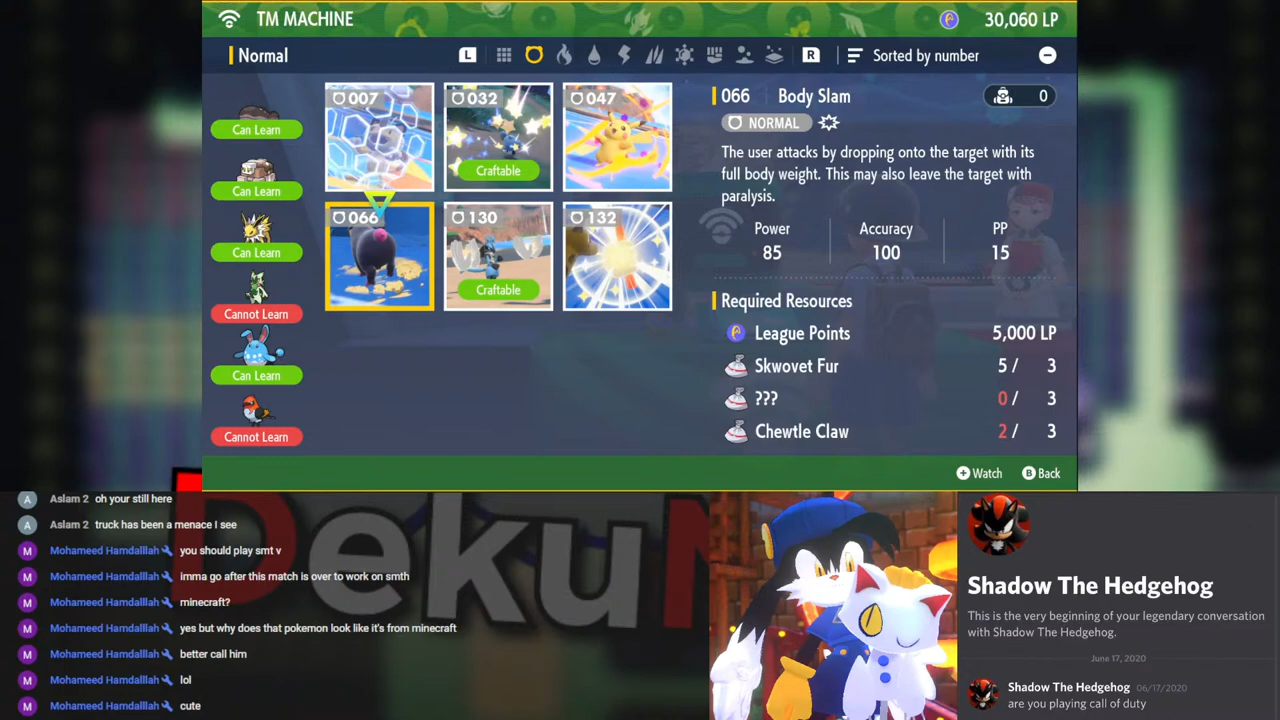 TM MACHINE
30,060 LP
Normal
L
R
Sorted by number
Can Learn
Can Learn
Can Learn
Cannot Learn
Can Learn
Cannot Learn
007
032
Craftable
047
066
130
Craftable
132
066 Body Slam
0
NORMAL
The user attacks by dropping onto the target with its
full body weight. This may also leave the target with
paralysis.
Power Accuracy PP
85 100 15
Required Resources
League Points 5,000 LP
Skwovet Fur 5 / 3
??? 0 / 3
Chewtle Claw 2 / 3
+ Watch B Back
A Aslam 2 oh your still here
A Aslam 2 truck has been a menace I see
M Mohameed Hamdalllah you should play smt v
M Mohameed Hamdalllah imma go after this match is over to work on smth
M Mohameed Hamdalllah minecraft?
M Mohameed Hamdalllah yes but why does that pokemon look like it's from minecraft
M Mohameed Hamdalllah better call him
M Mohameed Hamdalllah lol
M Mohameed Hamdalllah cute
DekuN
Shadow The Hedgehog
This is the very beginning of your legendary conversation
with Shadow The Hedgehog.
June 17, 2020
Shadow The Hedgehog 06/17/2020
are you playing call of duty